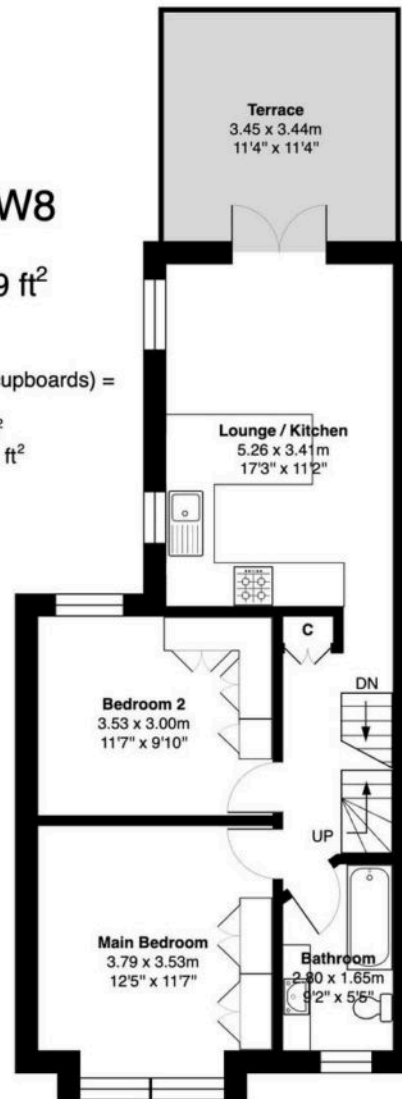 Terrace
3.45 x 3.44m
11'4" x 11'4"
W8
9 ft²
cupboards) =
ft²
Lounge / Kitchen
5.26 x 3.41m
17'3" x 11'2"
C
Bedroom 2
3.53 x 3.00m
11'7" x 9'10"
DN
UP
Main Bedroom
3.79 x 3.53m
12'5" x 11'7"
Bathroom
2.80 x 1.65m
9'2" x 5'5"